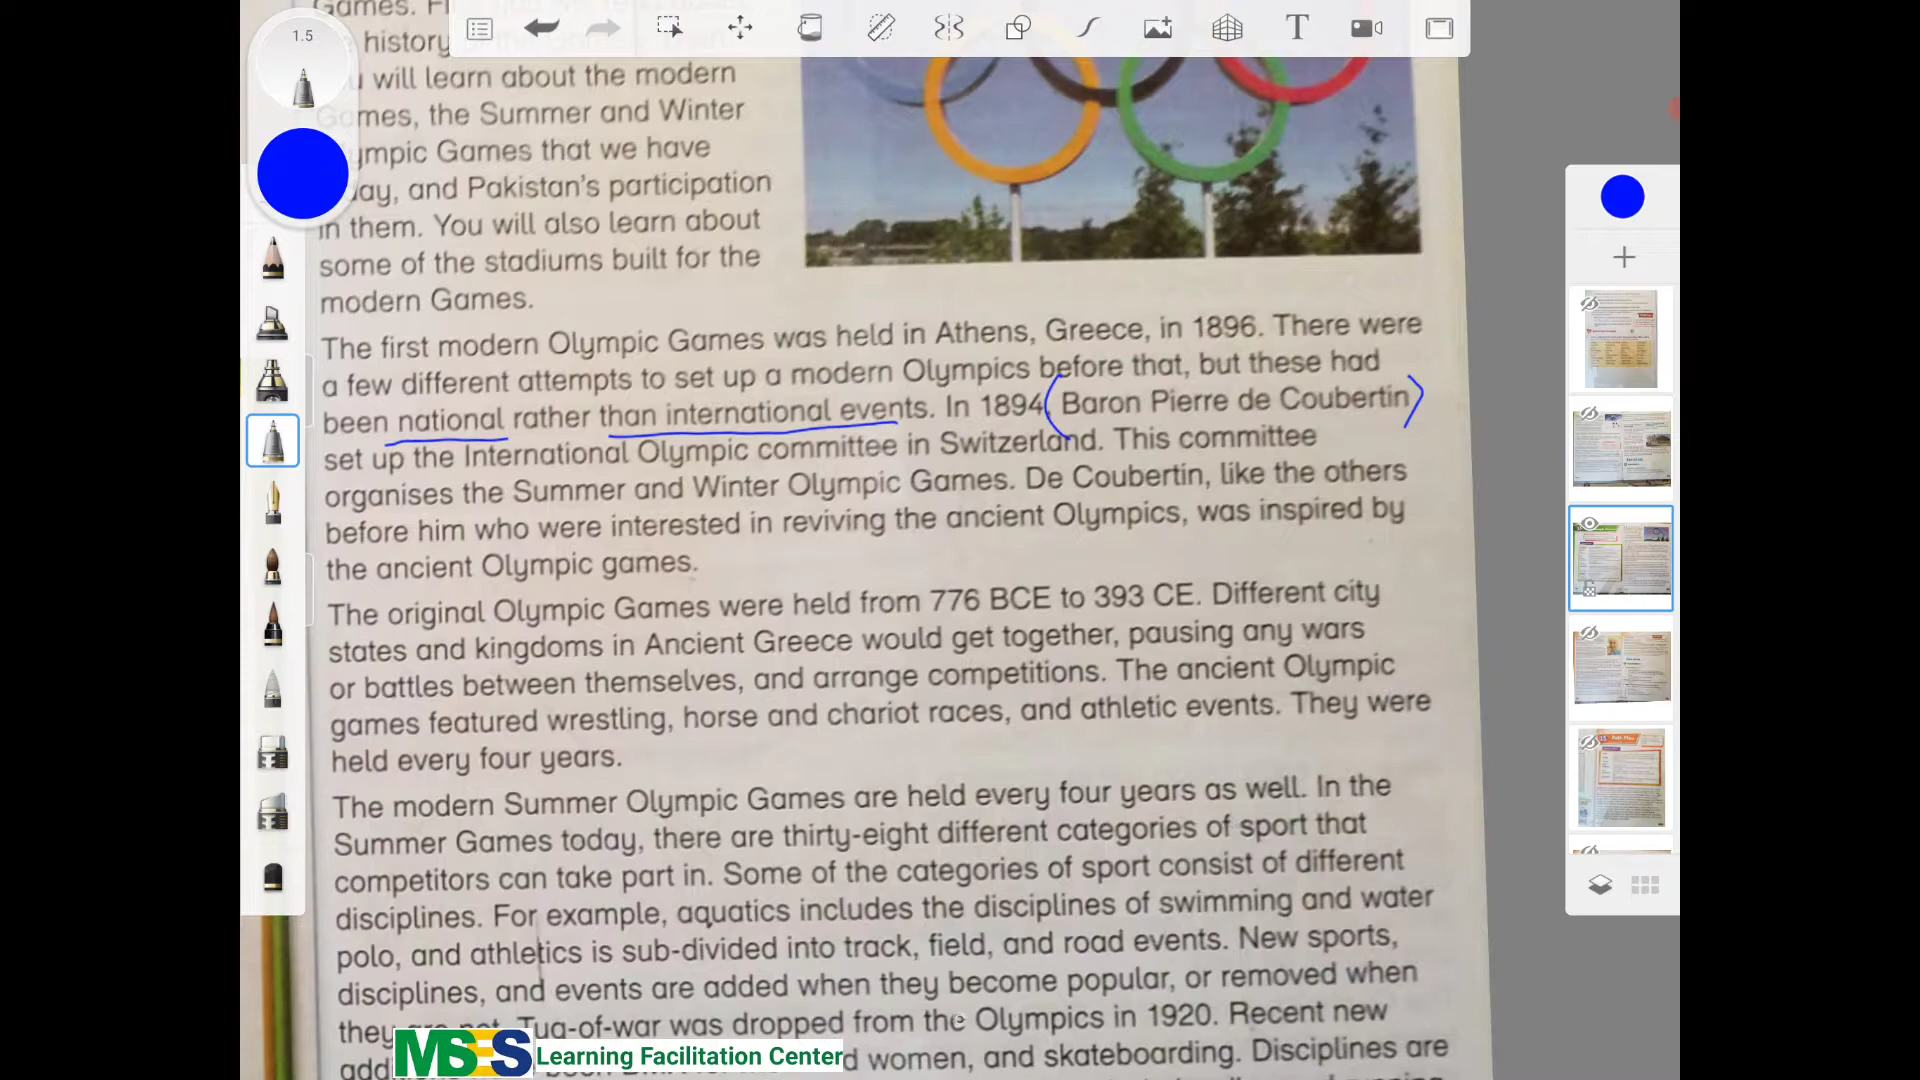 Games.
1.5
history
will learn about the modern
Games, the Summer and Winter
ympic Games that we have
day, and Pakistan's participation
in them. You will also learn about
some of the stadiums built for the
modern Games.
The first modern Olympic Games was held in Athens, Greece, in 1896. There were
a few different attempts to set up a modern Olympics before that, but these had
been national rather than international events. In 1894, Baron Pierre de Coubertin
set up the International Olympic committee in Switzerland. This committee
organises the Summer and Winter Olympic Games. De Coubertin, like the others
before him who were interested in reviving the ancient Olympics, was inspired by
the ancient Olympic games.
The original Olympic Games were held from 776 BCE to 393 CE. Different city
states and kingdoms in Ancient Greece would get together, pausing any wars
or battles between themselves, and arrange competitions. The ancient Olympic
games featured wrestling, horse and chariot races, and athletic events. They were
held every four years.
The modern Summer Olympic Games are held every four years as well. In the
Summer Games today, there are thirty-eight different categories of sport that
competitors can take part in. Some of the categories of sport consist of different
disciplines. For example, aquatics includes the disciplines of swimming and water
polo, and athletics is sub-divided into track, field, and road events. New sports,
disciplines, and events are added when they become popular, or removed when
they are not. Tug-of-war was dropped from the Olympics in 1920. Recent new
women, and skateboarding. Disciplines are
MSES Learning Facilitation Center